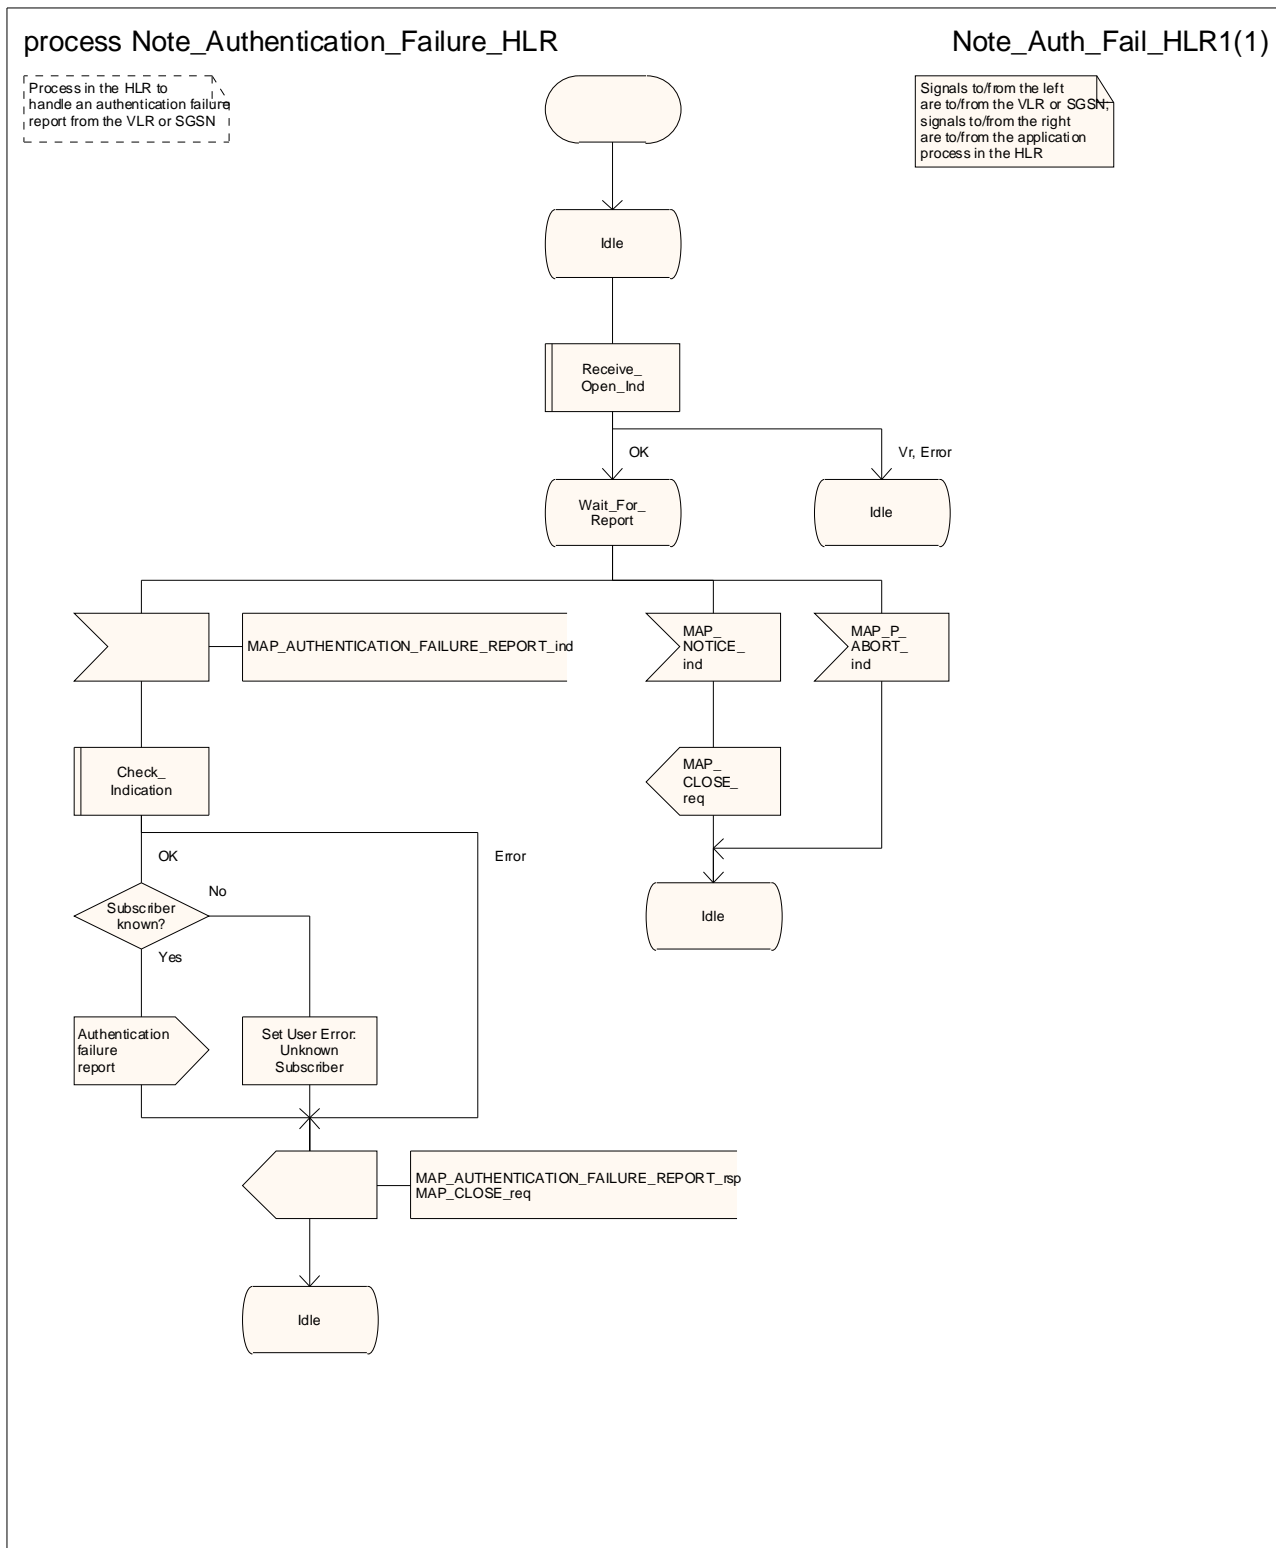 process Note_Authentication_Failure_HLR
Note_Auth_Fail_HLR1(1)
Process in the HLR to
handle an authentication failure
report from the VLR or SGSN
Signals to/from the left
are to/from the VLR or SGSN,
signals to/from the right
are to/from the application
process in the HLR
Idle
Receive_
Open_Ind
OK
Vr, Error
Wait_For_
Report
Idle
MAP_AUTHENTICATION_FAILURE_REPORT_ind
MAP_
NOTICE_
ind
MAP_P_
ABORT_
ind
Check_
Indication
MAP_
CLOSE_
req
OK
Error
No
Subscriber
known?
Idle
Yes
Authentication
failure
report
Set User Error:
Unknown
Subscriber
MAP_AUTHENTICATION_FAILURE_REPORT_rsp
MAP_CLOSE_req
Idle